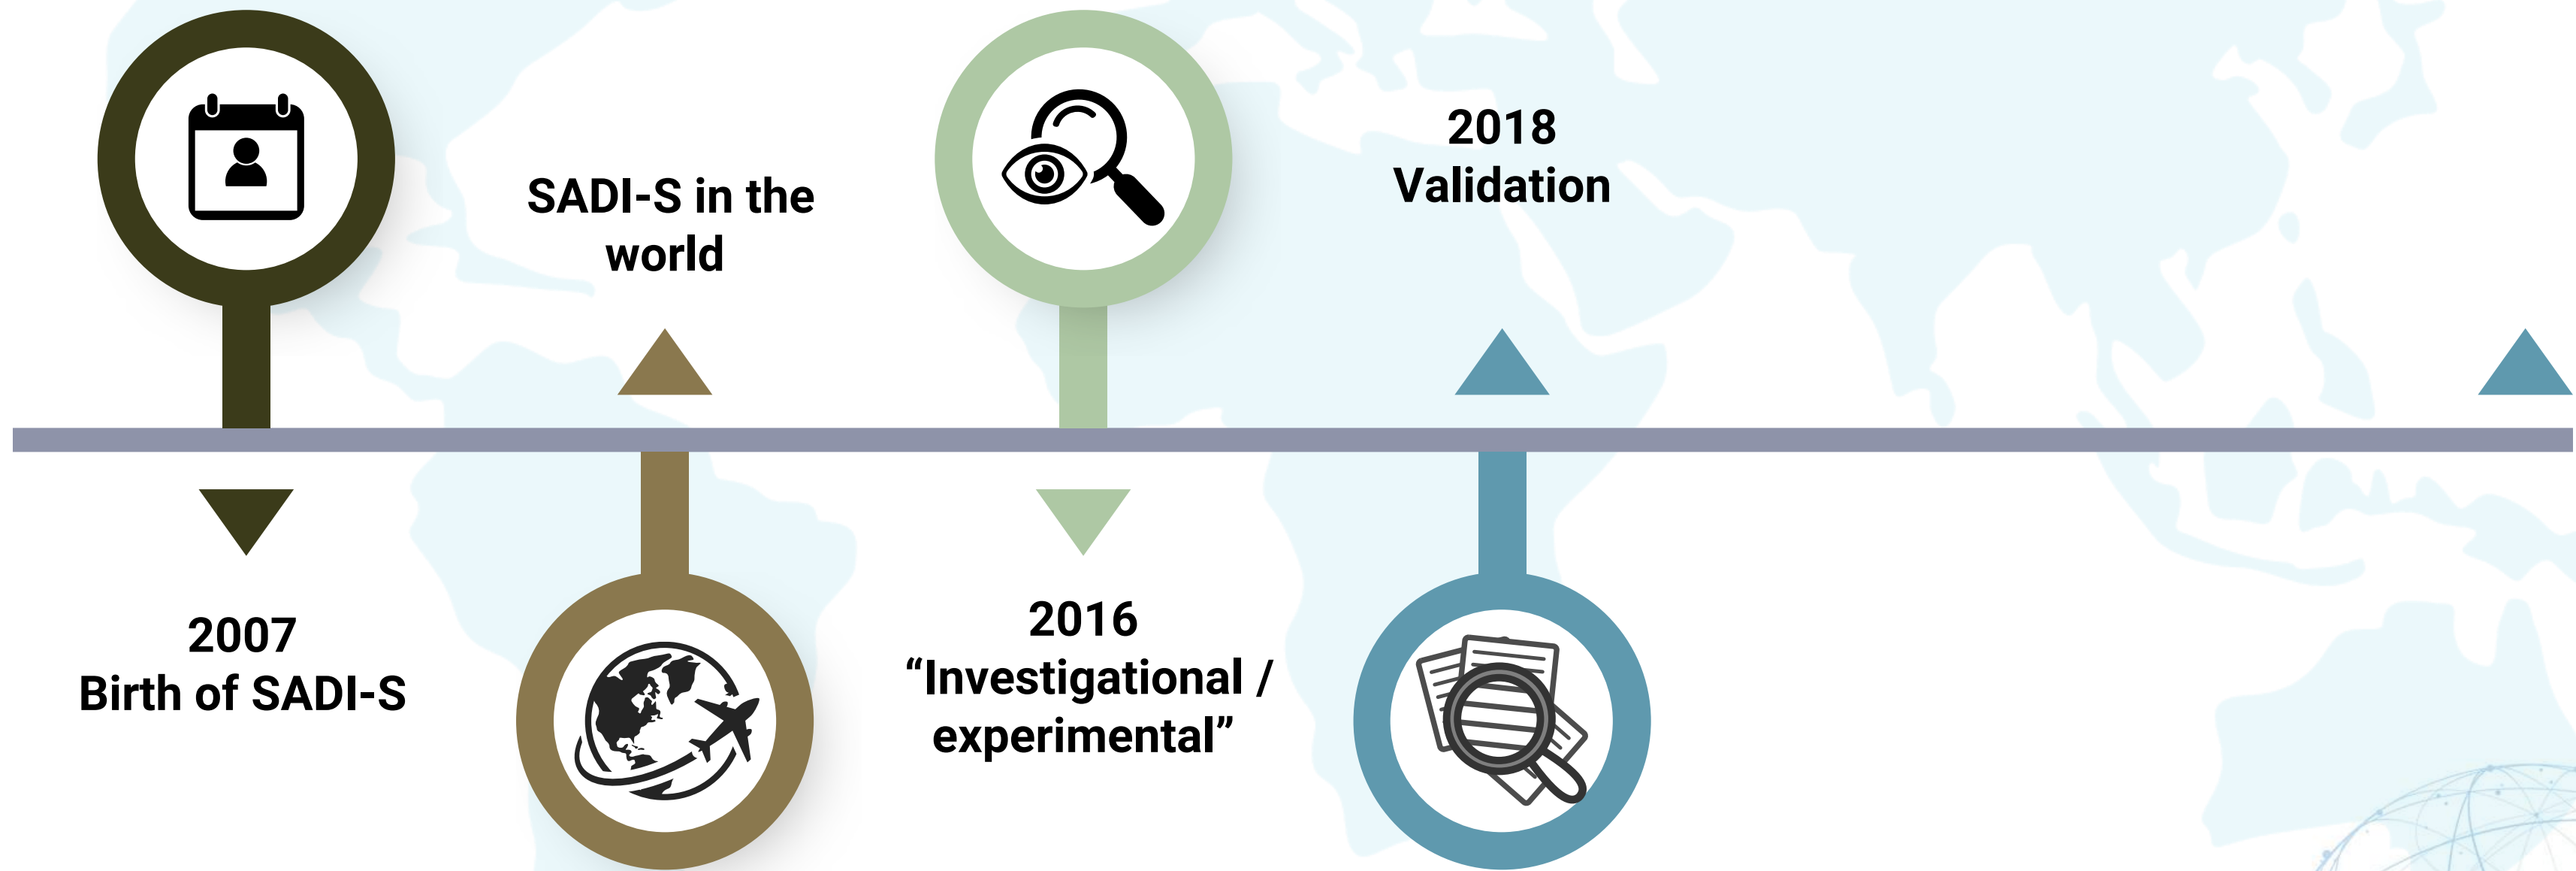 2007
Birth of SADI-S
SADI-S in the
world
2016
“Investigational /
experimental”
2018
Validation